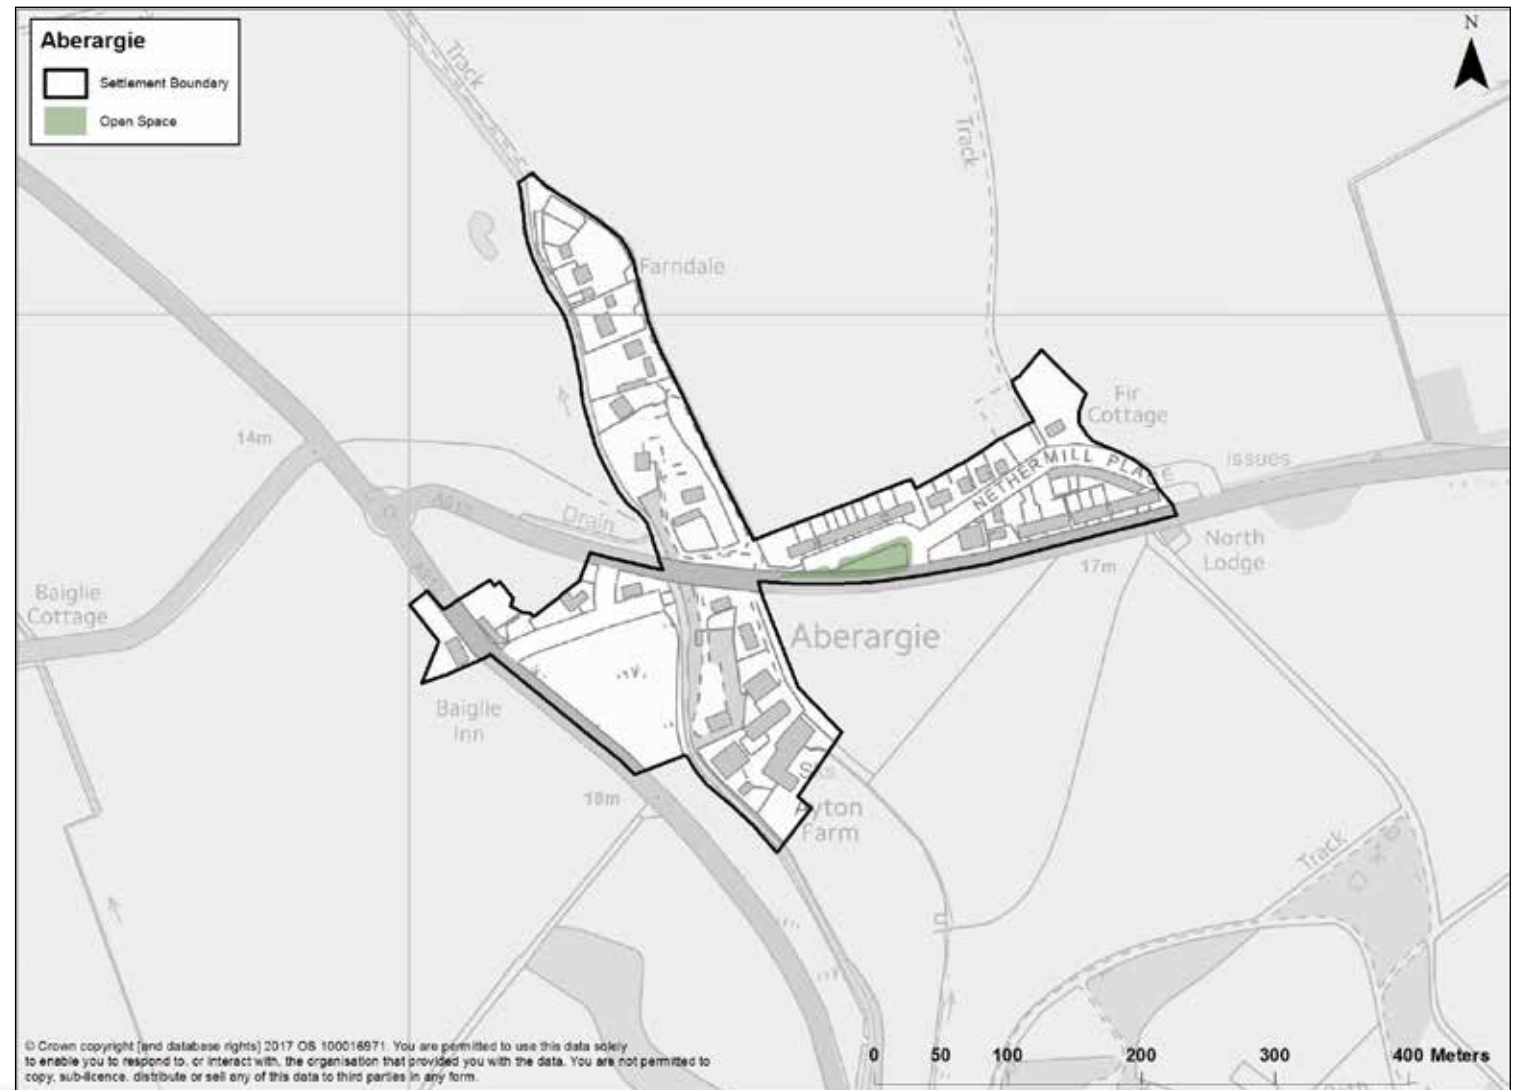 Aberargie
Settlement Boundary
Open Space
N
Track
Track
Farndale
Fir
Cottage
14m
NETHERMILL PLACE
Issues
A913
Drain
North
Lodge
17m
Baiglie
Cottage
Aberargie
Baiglie
Inn
18m
Ayton
Farm
Track
© Crown copyright [and database rights] 2017 OS 100016971. You are permitted to use this data solely
to enable you to respond to, or interact with, the organisation that provided you with the data. You are not permitted to
copy, sub-licence, distribute or sell any of this data to third parties in any form.
0 50 100 200 300 400 Meters